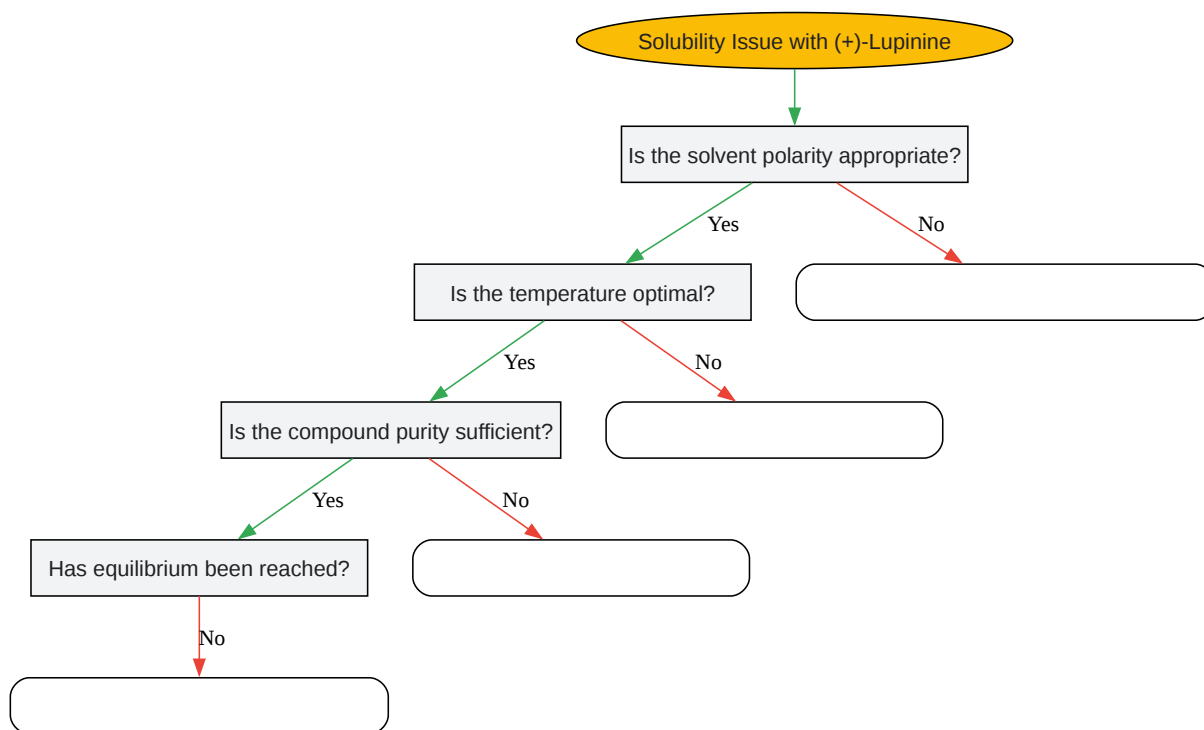 Solubility Issue with (+)-Lupinine
Is the solvent polarity appropriate?
Yes
No
Is the temperature optimal?
Yes
No
Is the compound purity sufficient?
Yes
No
Has equilibrium been reached?
No